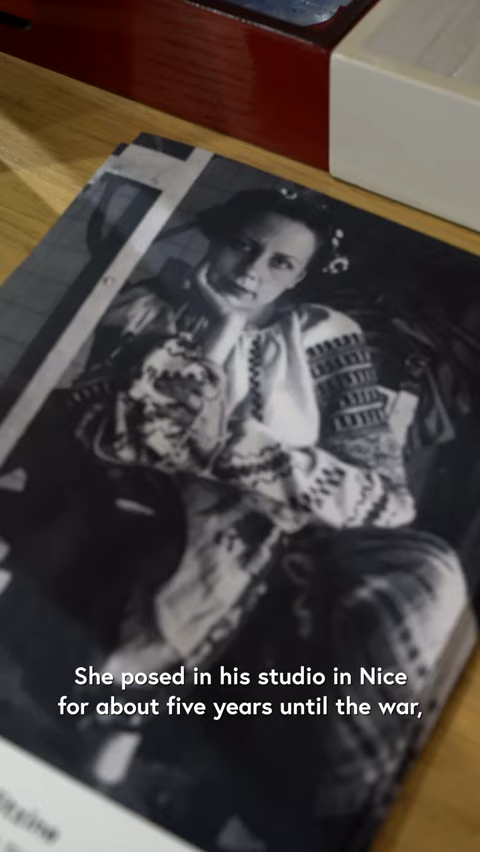 She posed in his studio in Nice
for about five years until the war,